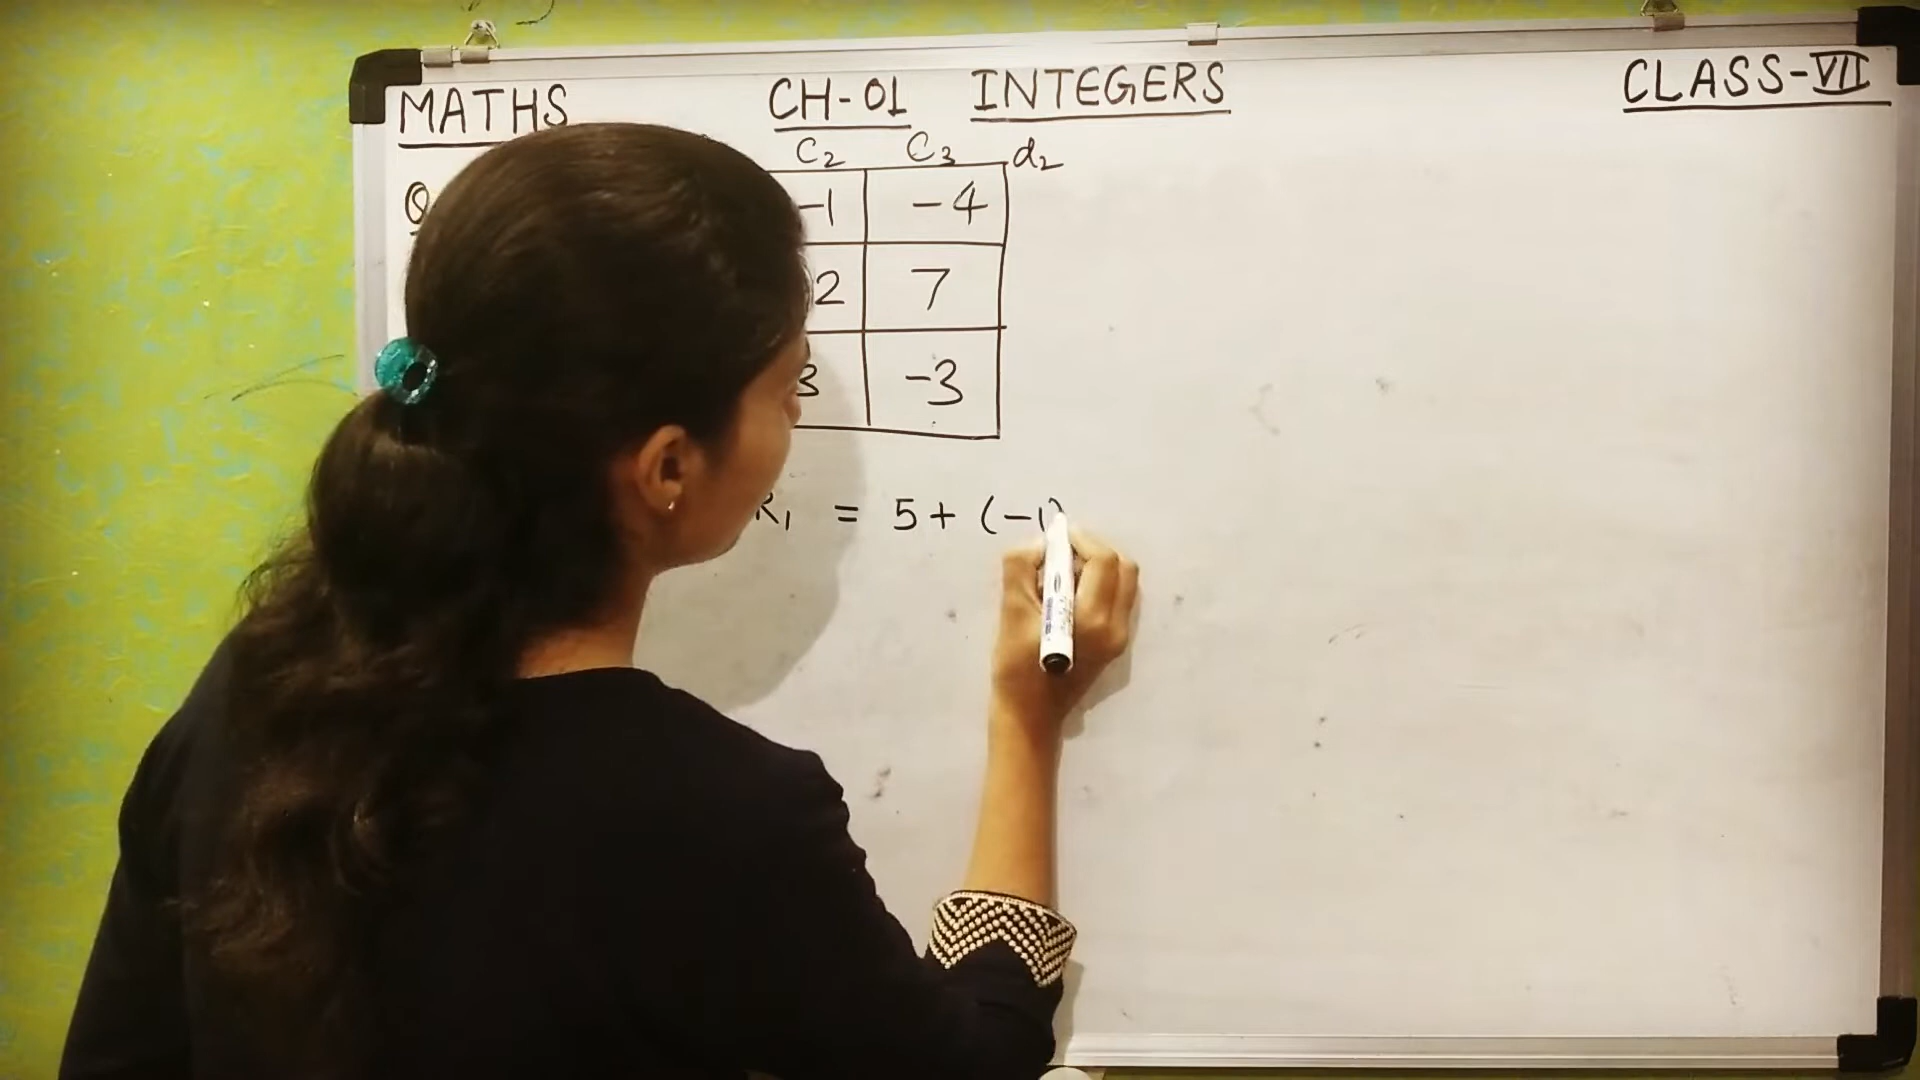 MATHS CH-01 INTEGERS CLASS-VII
C2 C3 d2
Q -1 -4
2 7
3 -3
R1 = 5 + (-1)